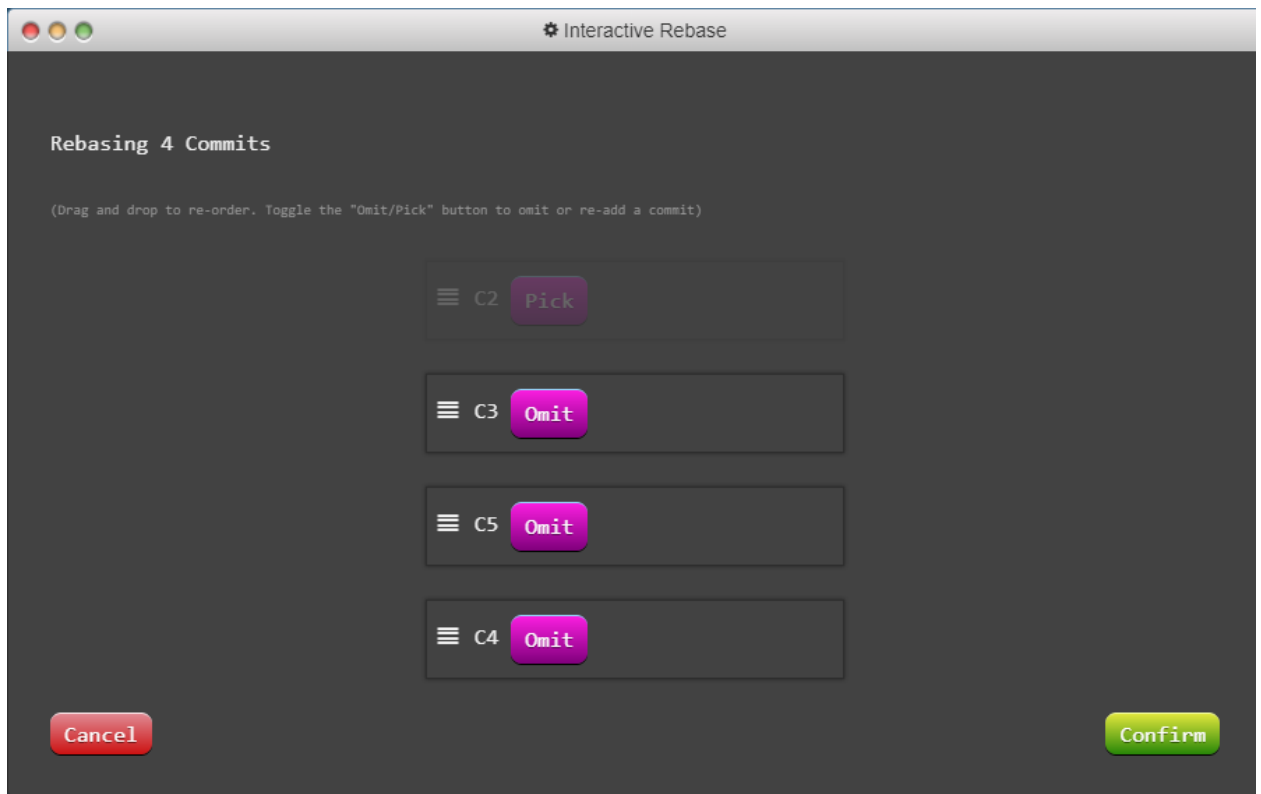 Interactive Rebase
Rebasing 4 Commits
(Drag and drop to re-order. Toggle the "Omit/Pick" button to omit or re-add a commit)
C2 Pick
C3 Omit
C5 Omit
C4 Omit
Cancel Confirm